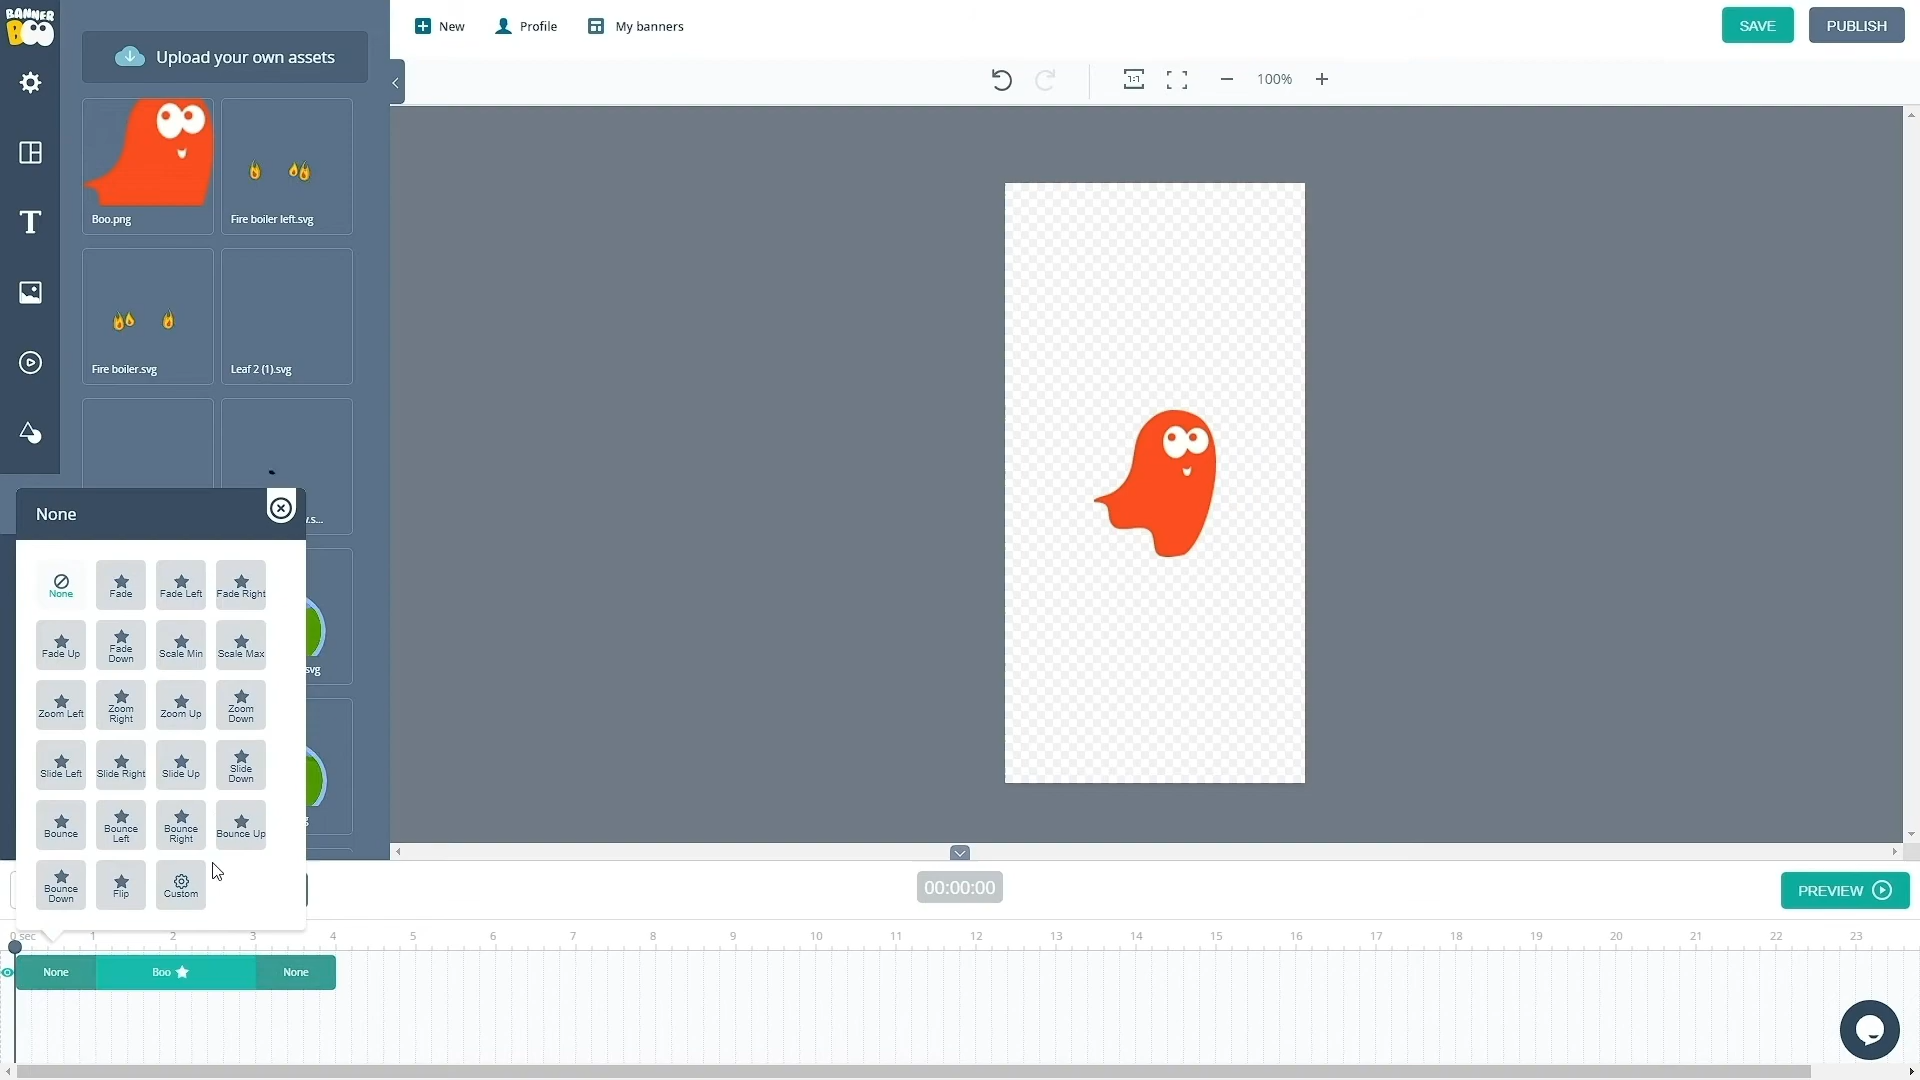 BANNER
BOO
New
Profile
My banners
SAVE
PUBLISH
Upload your own assets
1:1
100%
Boo.png
Fire boiler left.svg
Fire boiler.svg
Leaf 2 (1).svg
v.s...
svg
None
None
Fade
Fade Left
Fade Right
Fade Up
Fade
Down
Scale Min
Scale Max
Zoom Left
Zoom
Right
Zoom Up
Zoom
Down
Slide Left
Slide Right
Slide Up
Slide
Down
Bounce
Bounce
Left
Bounce
Right
Bounce Up
Bounce
Down
Flip
Custom
00:00:00
PREVIEW
0 sec 1 2 3 4 5 6 7 8 9 10 11 12 13 14 15 16 17 18 19 20 21 22 23
None
Boo
None